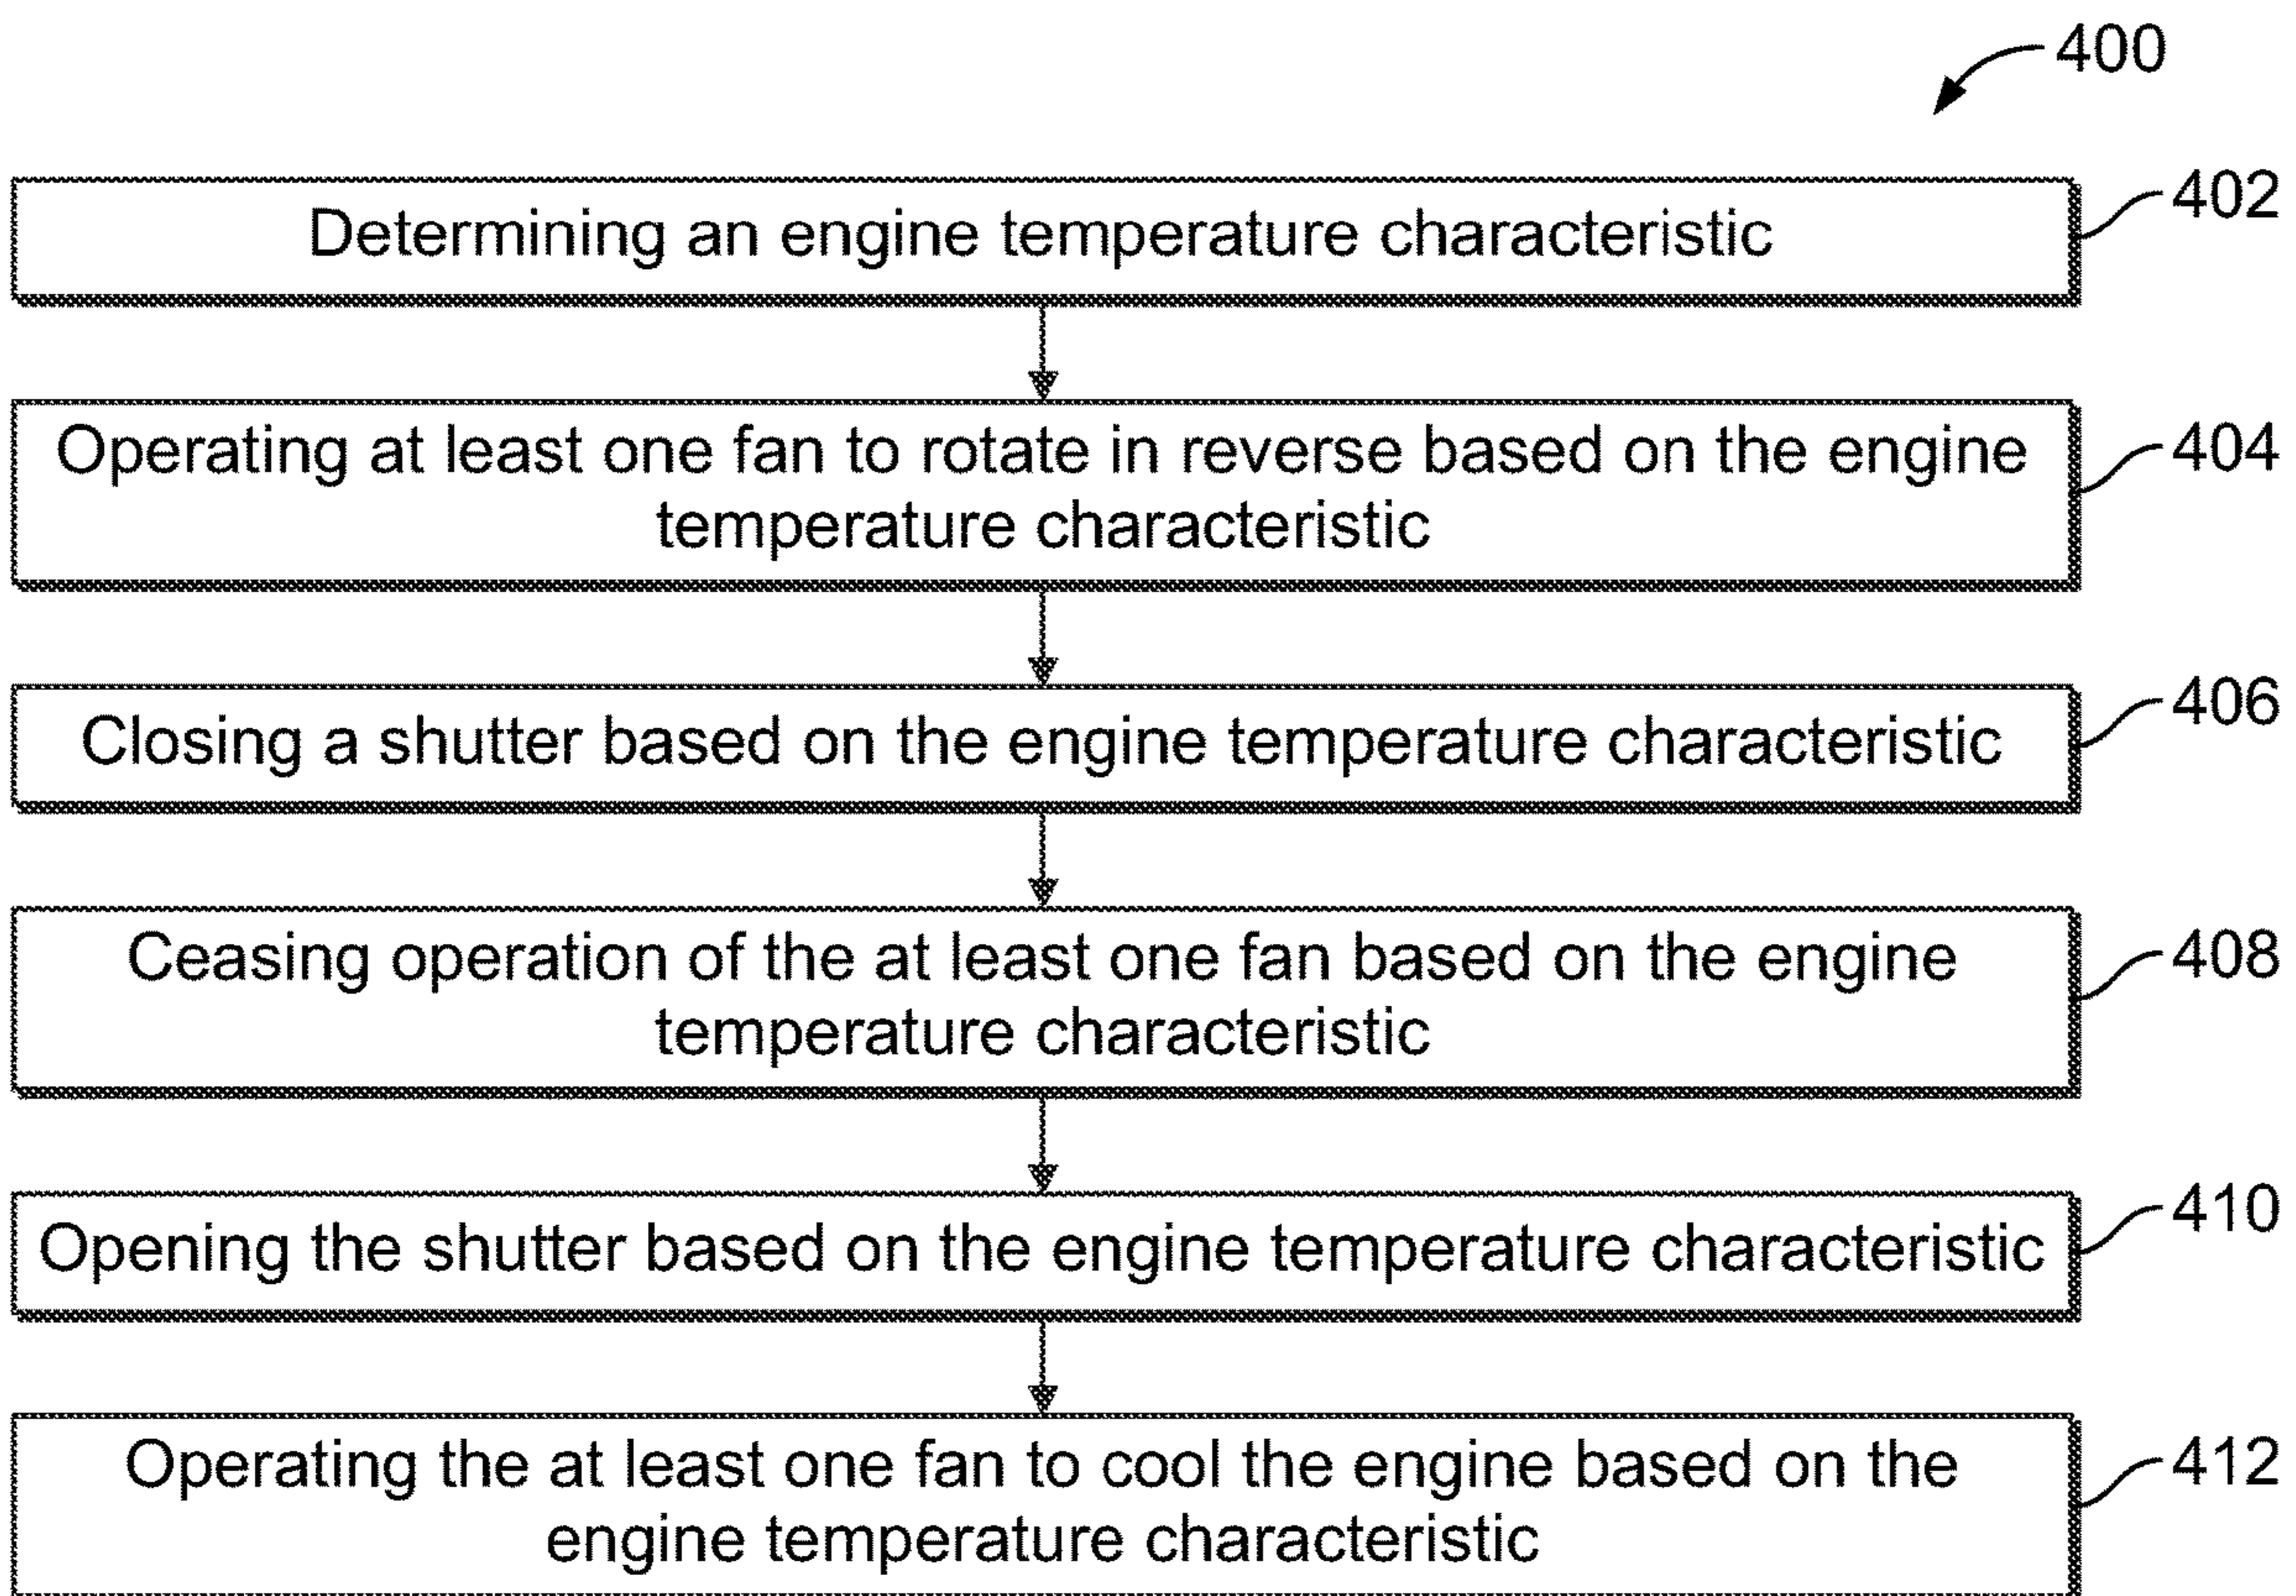 400
402
Determining an engine temperature characteristic
404
Operating at least one fan to rotate in reverse based on the engine
temperature characteristic
406
Closing a shutter based on the engine temperature characteristic
408
Ceasing operation of the at least one fan based on the engine
temperature characteristic
410
Opening the shutter based on the engine temperature characteristic
412
Operating the at least one fan to cool the engine based on the
engine temperature characteristic